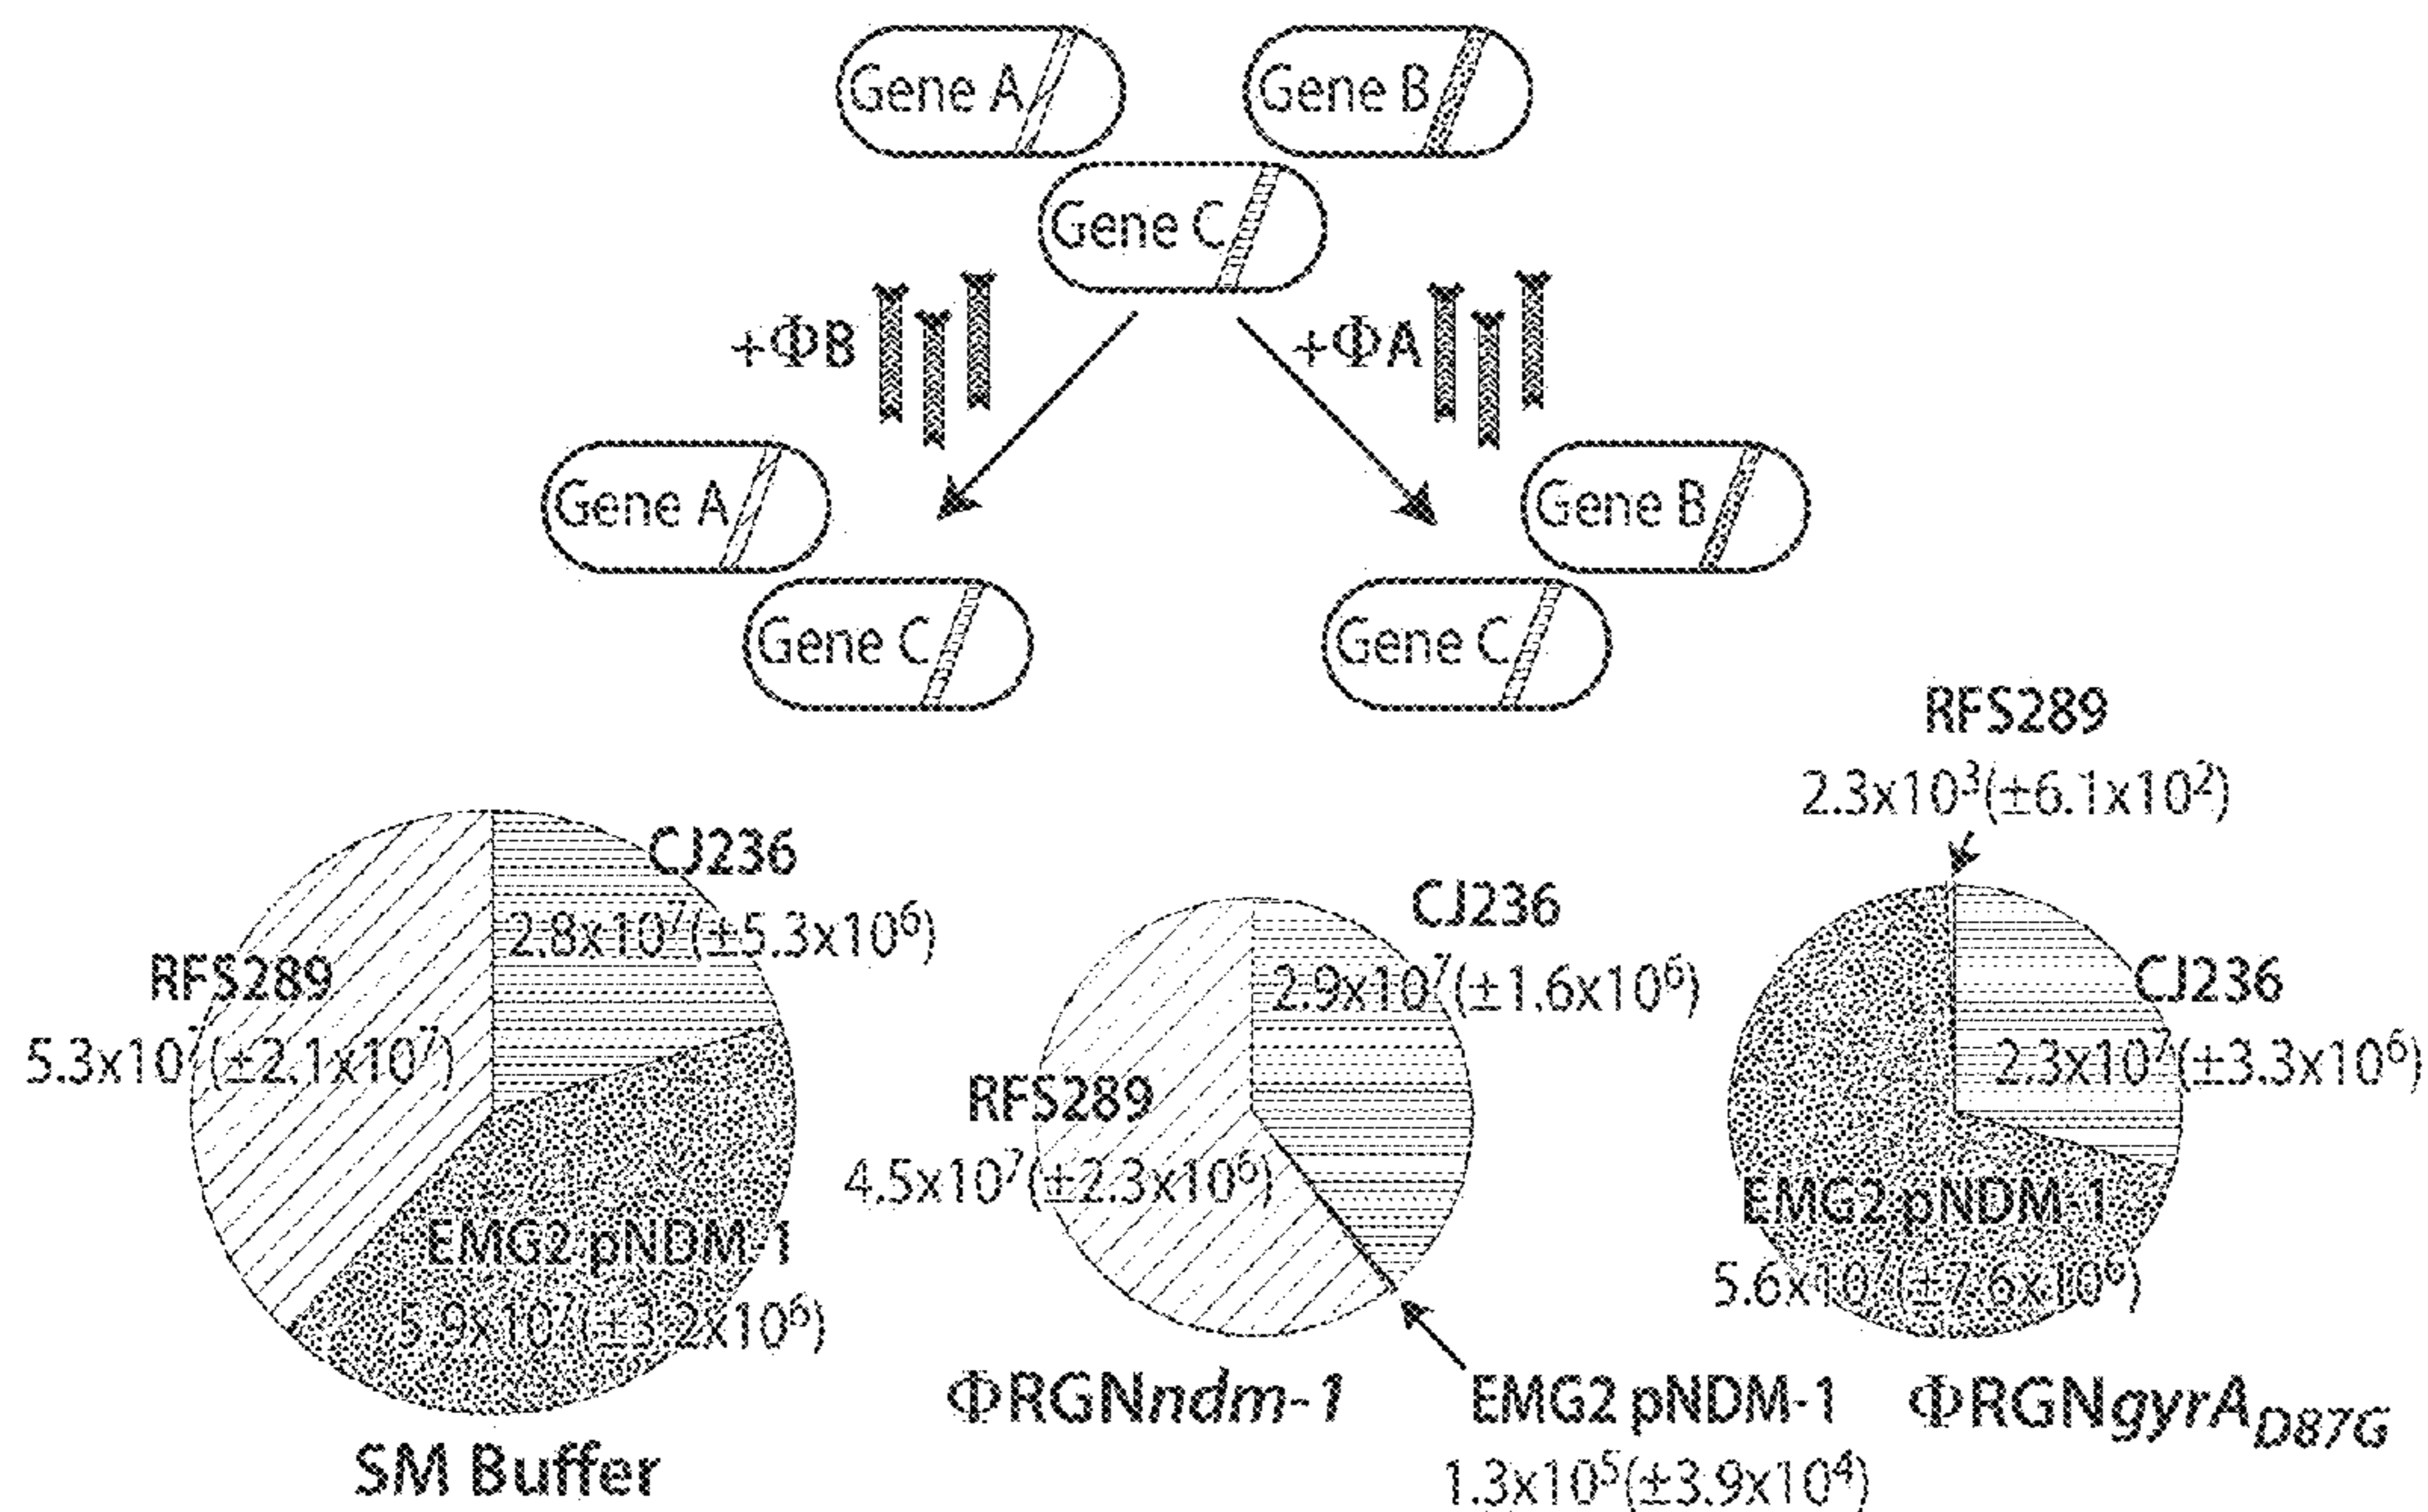 Gene A
Gene B
Gene C
+ΦB
+ΦA
Gene A
Gene B
Gene C
Gene C
RFS289
2.3x10³(±6.1x10²)
CJ236
2.8x10⁷(±5.3x10⁶)
RFS289
5.3x10⁷(±2.1x10⁷)
EMG2 pNDM-1
5.9x10⁷(±3.2x10⁶)
SM Buffer
CJ236
2.9x10⁷(±1.6x10⁶)
RFS289
4.5x10⁷(±2.3x10⁶)
ΦRGNndm-1
EMG2 pNDM-1
1.3x10⁵(±3.9x10⁴)
CJ236
2.3x10⁷(±3.3x10⁶)
EMG2 pNDM-1
5.6x10⁷(±7.6x10⁶)
ΦRGNgyrA_D87G